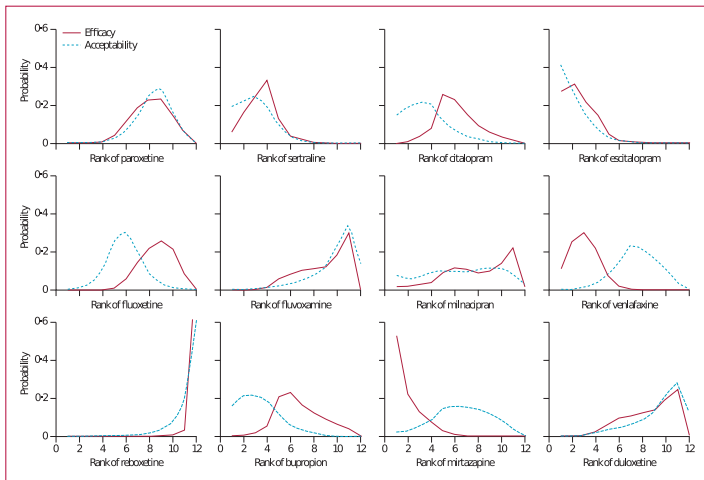 0·6
Efficacy
Acceptability
0·4
0·2
0
Probability
Rank of paroxetine
Rank of sertraline
Rank of citalopram
Rank of escitalopram
0·6
0·4
0·2
0
Probability
Rank of fluoxetine
Rank of fluvoxamine
Rank of milnacipran
Rank of venlafaxine
0·6
0·4
0·2
0
Probability
0 2 4 6 8 10 12
0 2 4 6 8 10 12
0 2 4 6 8 10 12
0 2 4 6 8 10 12
Rank of reboxetine
Rank of bupropion
Rank of mirtazapine
Rank of duloxetine